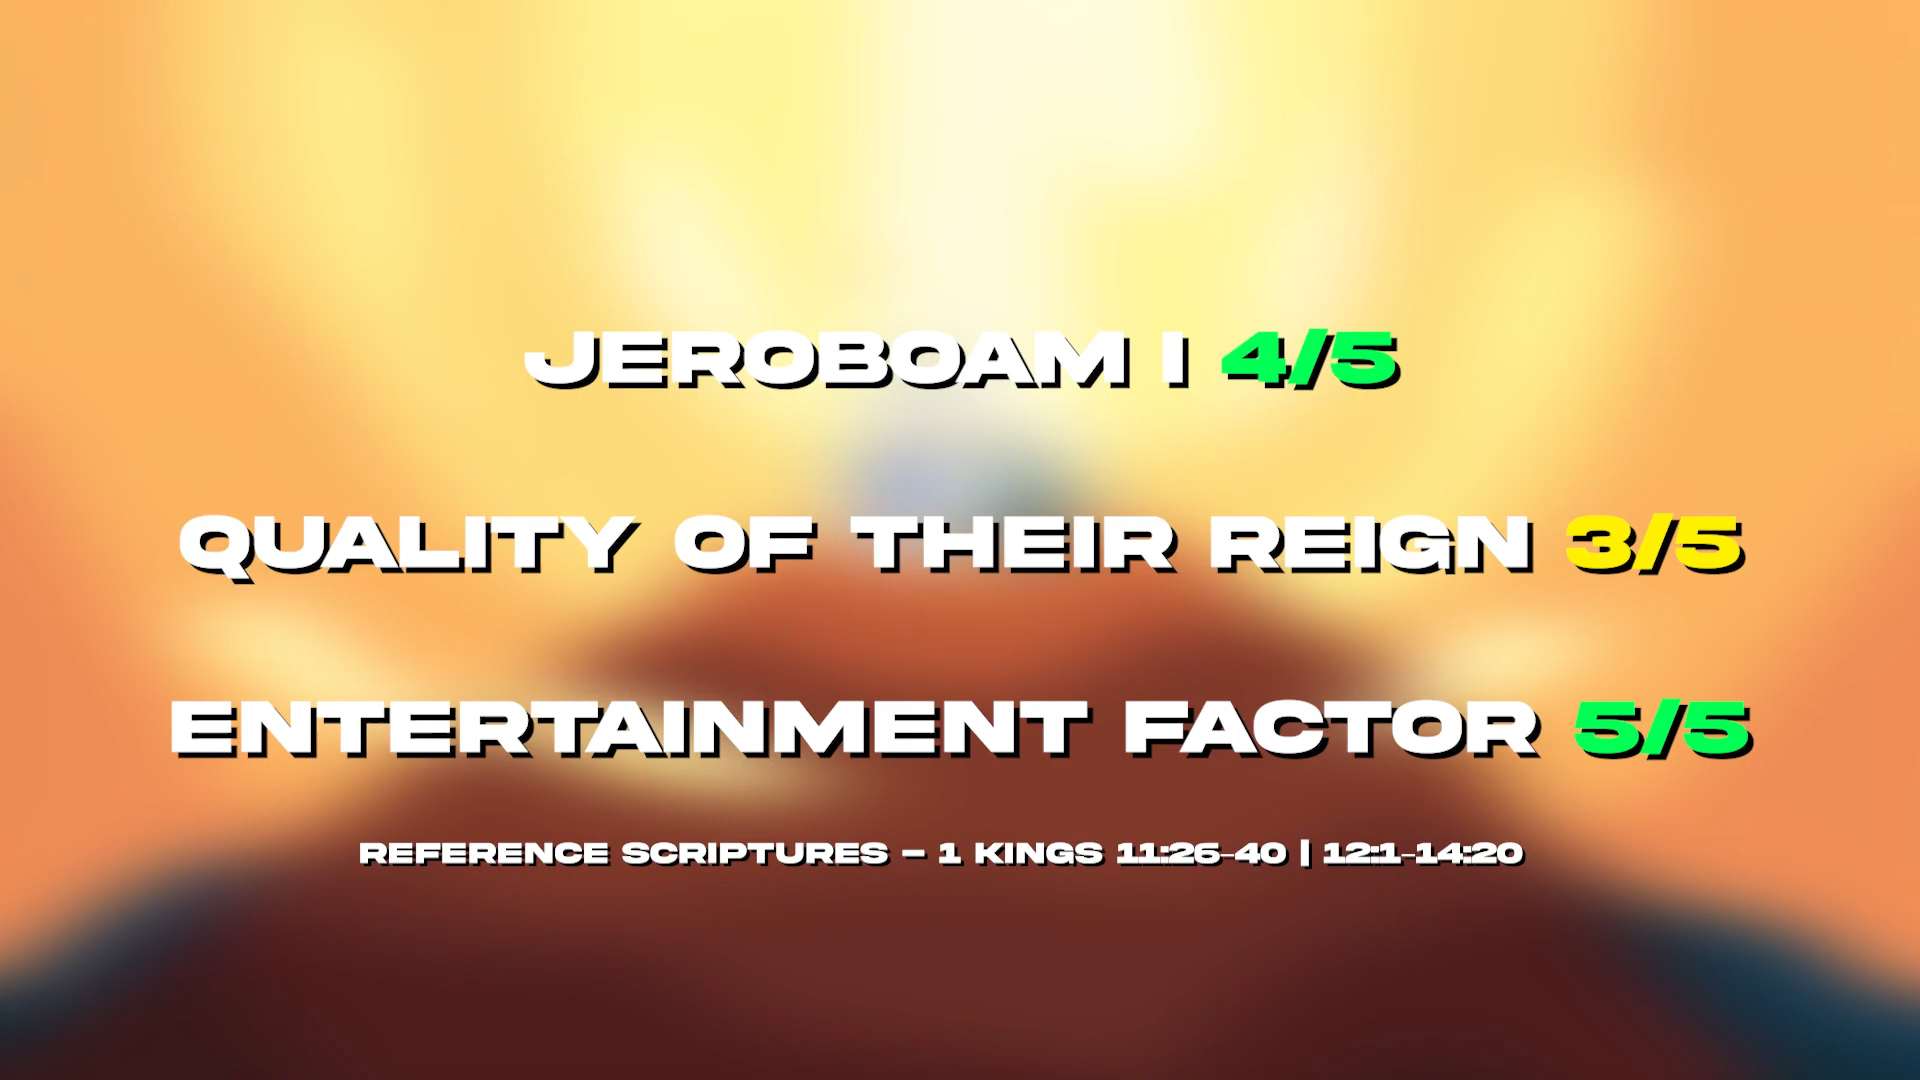 JEROBOAM I 4/5
QUALITY OF THEIR REIGN 3/5
ENTERTAINMENT FACTOR 5/5
REFERENCE SCRIPTURES - 1 KINGS 11:26-40 | 12:1-14:20